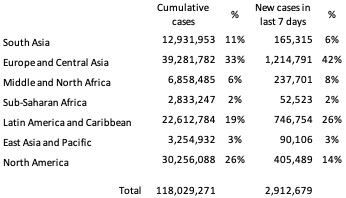 Cumulative cases % New cases in last 7 days %
South Asia 12,931,953 11% 165,315 6%
Europe and Central Asia 39,281,782 33% 1,214,791 42%
Middle and North Africa 6,858,485 6% 237,701 8%
Sub-Saharan Africa 2,833,247 2% 52,523 2%
Latin America and Caribbean 22,612,784 19% 746,754 26%
East Asia and Pacific 3,254,932 3% 90,106 3%
North America 30,256,088 26% 405,489 14%
Total 118,029,271 2,912,679